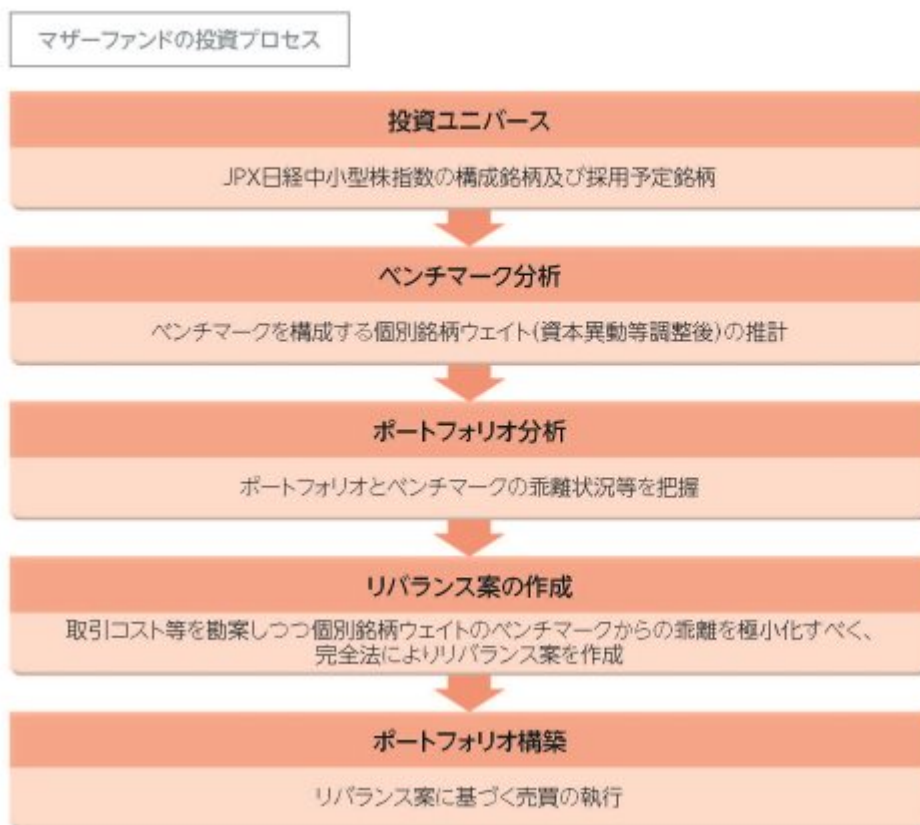 マザーファンドの投資プロセス
投資ユニバース
JPX日経中小型株指数の構成銘柄及び採用予定銘柄
ベンチマーク分析
ベンチマークを構成する個別銘柄ウェイト(資本異動等調整後)の推計
ポートフォリオ分析
ポートフォリオとベンチマークの乖離状況等を把握
リバランス案の作成
取引コスト等を勘案しつつ個別銘柄ウェイトのベンチマークからの乖離を極小化すべく、
完全法によりリバランス案を作成
ポートフォリオ構築
リバランス案に基づく売買の執行